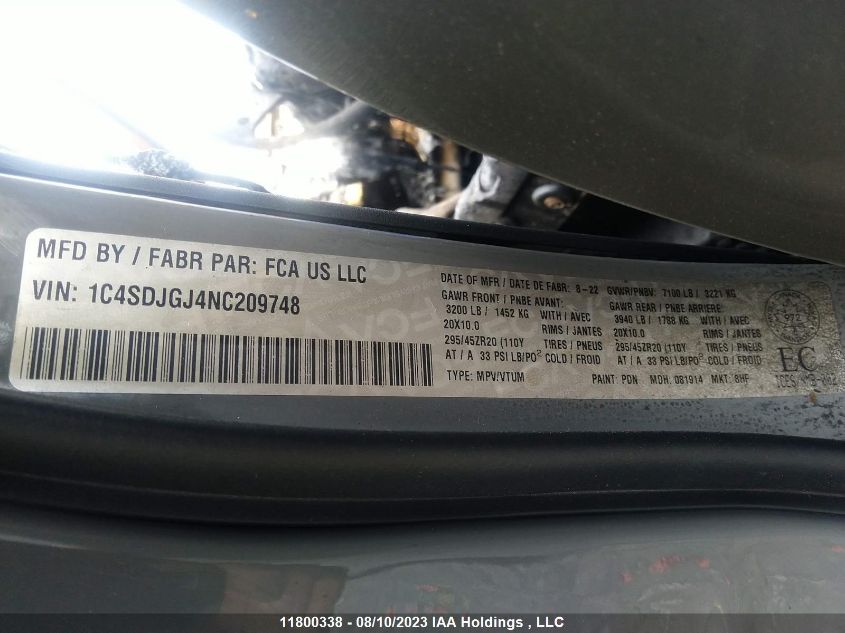 MFD BY / FABR PAR: FCA US LLC
VIN: 1C4SDJGJ4NC209748
DATE OF MFR / DATE DE FABR: 8-22 GVWR/PNBV: 7100 LB / 3221 KG
GAWR FRONT / PNBE AVANT: GAWR REAR / PNBE ARRIERE:
3200 LB / 1452 KG WITH / AVEC 3940 LB / 1788 KG WITH / AVEC
20X10.0 RIMS / JANTES 20X10.0 RIMS / JANTES
295/45ZR20 (110Y TIRES / PNEUS 295/45ZR20 (110Y TIRES / PNEUS
AT / A 33 PSI LB/PO² COLD / FROID AT / A 33 PSI LB/PO² COLD / FROID
TYPE: MPV/VTUM PAINT: PDN MDH: 081914 MKT: 8HF
972
EC
11800338 - 08/10/2023 IAA Holdings , LLC